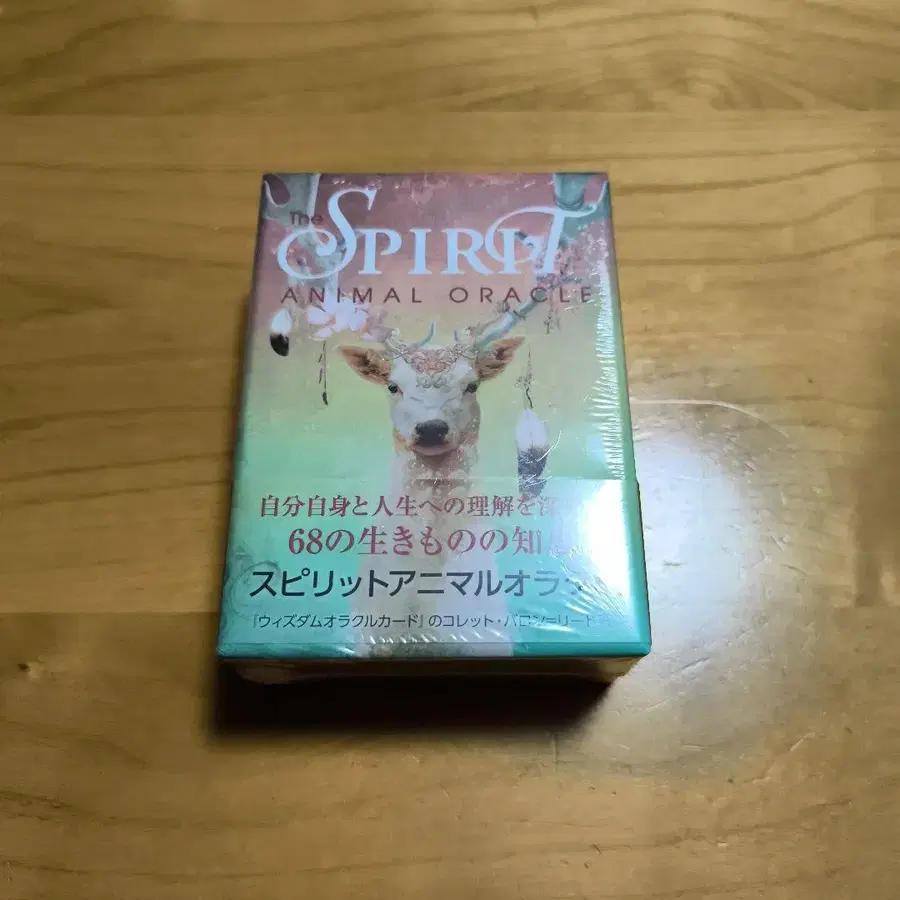 The
SPIRIT
ANIMAL ORACLE
自分自身と人生への理解を深
68の生きものの知
スピリットアニマルオラク
『ウィズダムオラクルカード』のコレット・バロン=リード